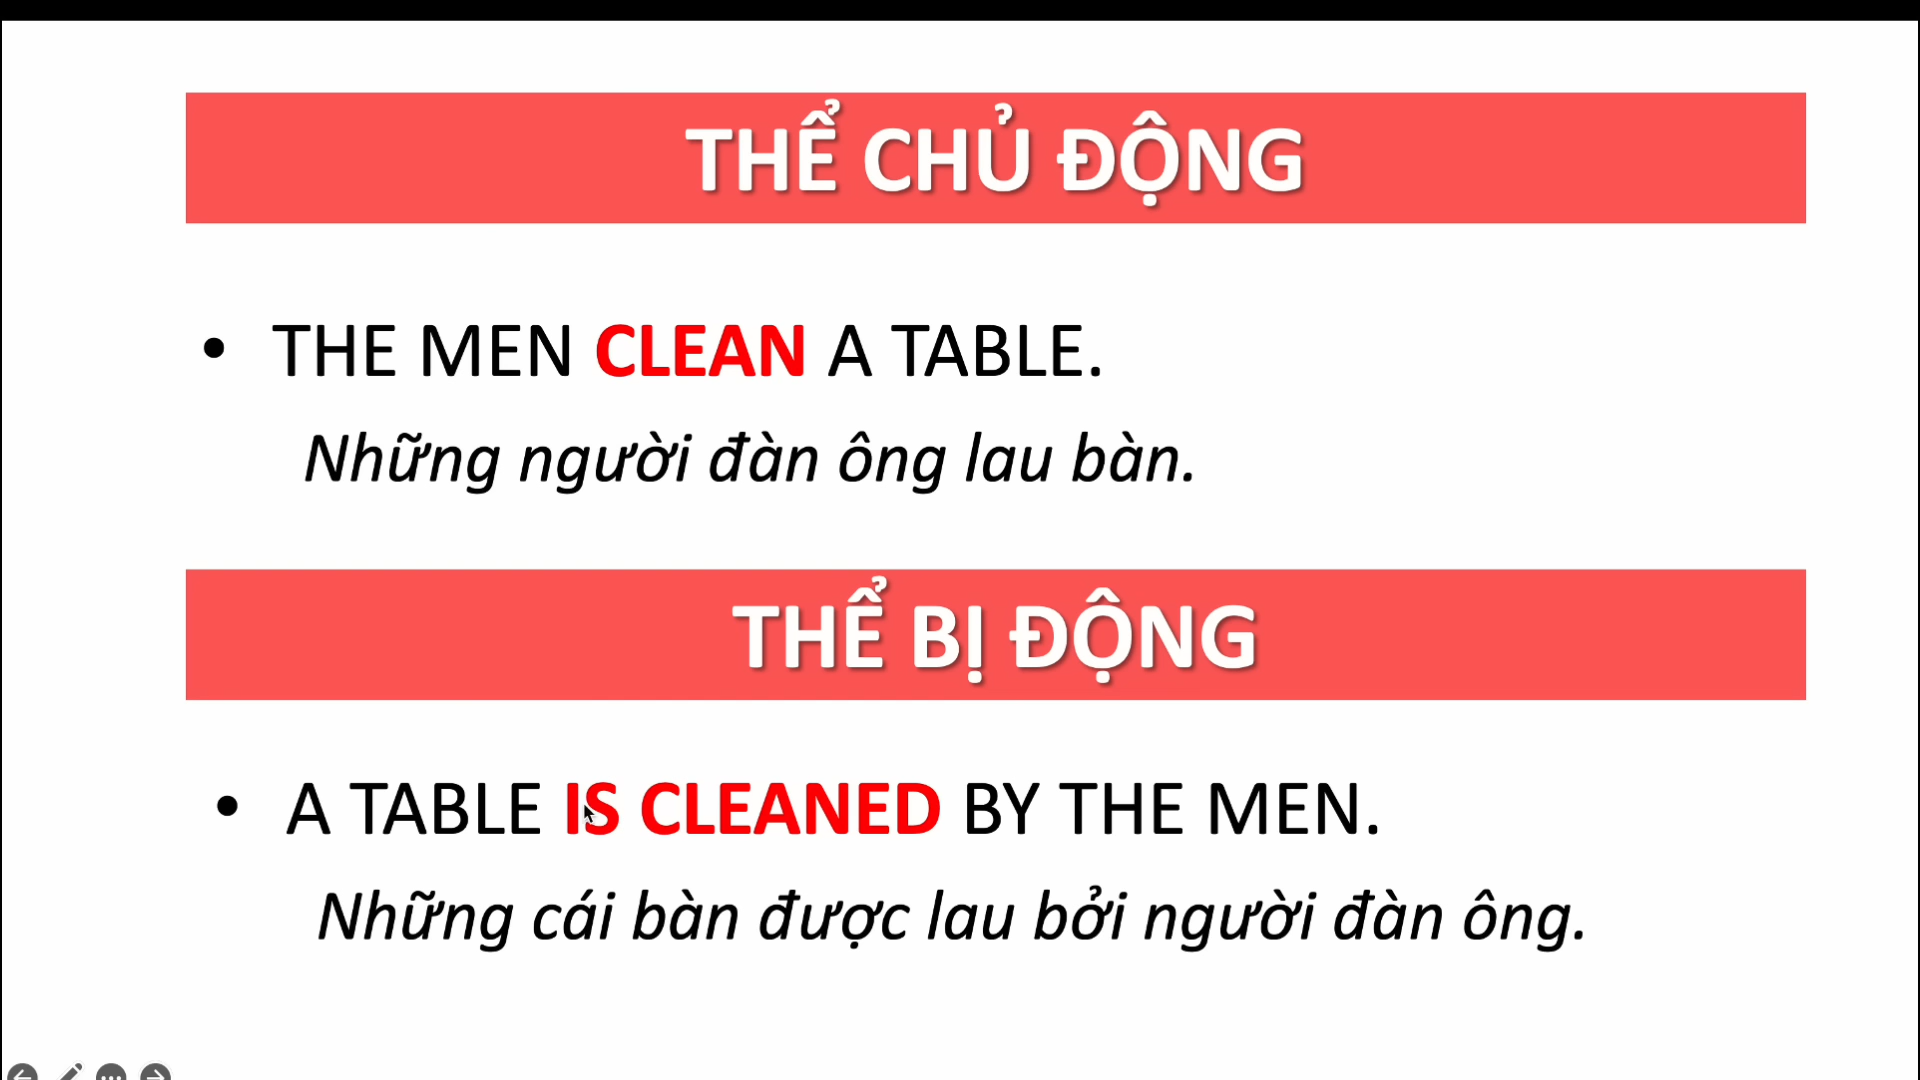 THỂ CHỦ ĐỘNG
• THE MEN CLEAN A TABLE.
Những người đàn ông lau bàn.
THỂ BỊ ĐỘNG
• A TABLE IS CLEANED BY THE MEN.
Những cái bàn được lau bởi người đàn ông.